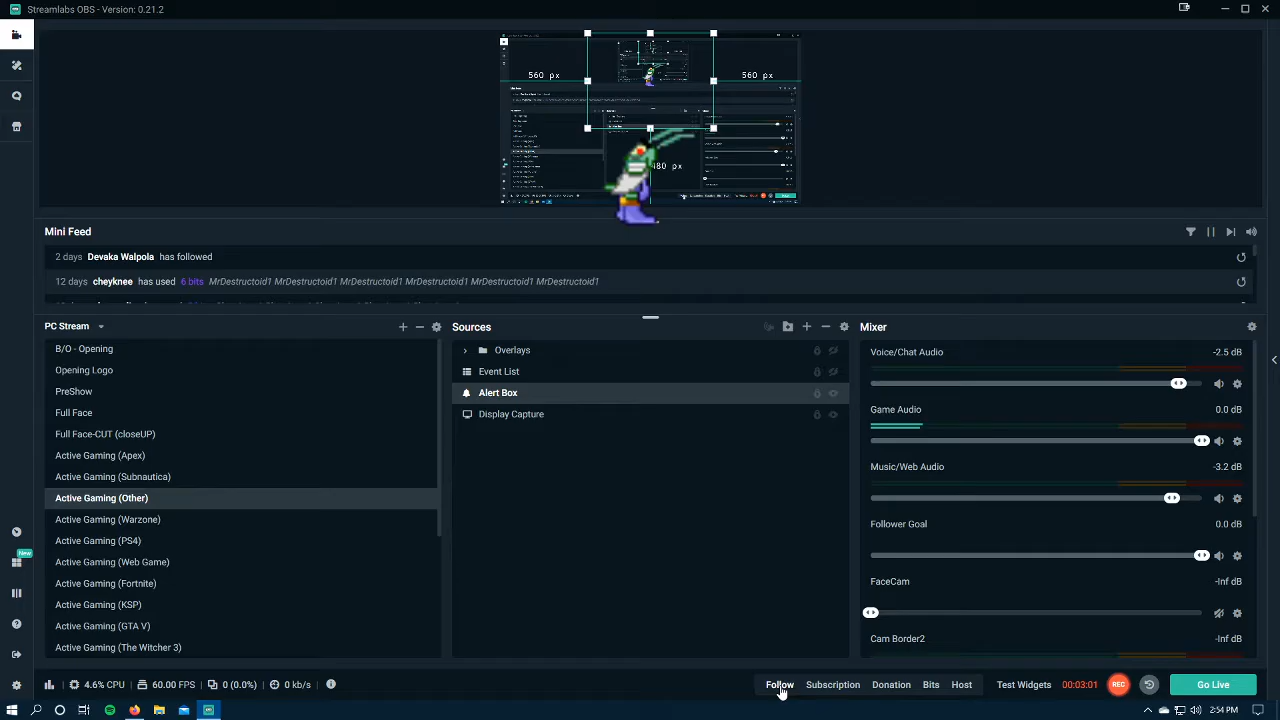 Streamlabs OBS - Version: 0.21.2
560 px
560 px
80 px
Mini Feed
2 days Devaka Walpola has followed
12 days cheyknee has used 6 bits MrDestructoid1 MrDestructoid1 MrDestructoid1 MrDestructoid1 MrDestructoid1 MrDestructoid1
PC Stream
B/O - Opening
Opening Logo
PreShow
Full Face
Full Face-CUT (closeUP)
Active Gaming (Apex)
Active Gaming (Subnautica)
Active Gaming (Other)
Active Gaming (Warzone)
Active Gaming (PS4)
Active Gaming (Web Game)
Active Gaming (Fortnite)
Active Gaming (KSP)
Active Gaming (GTA V)
Active Gaming (The Witcher 3)
Sources
Overlays
Event List
Alert Box
Display Capture
Mixer
Voice/Chat Audio -2.5 dB
Game Audio 0.0 dB
Music/Web Audio -3.2 dB
Follower Goal 0.0 dB
FaceCam -Inf dB
Cam Border2 -Inf dB
New
4.6% CPU 60.00 FPS 0 (0.0%) 0 kb/s
Follow Subscription Donation Bits Host Test Widgets 00:03:01 REC Go Live
2:54 PM